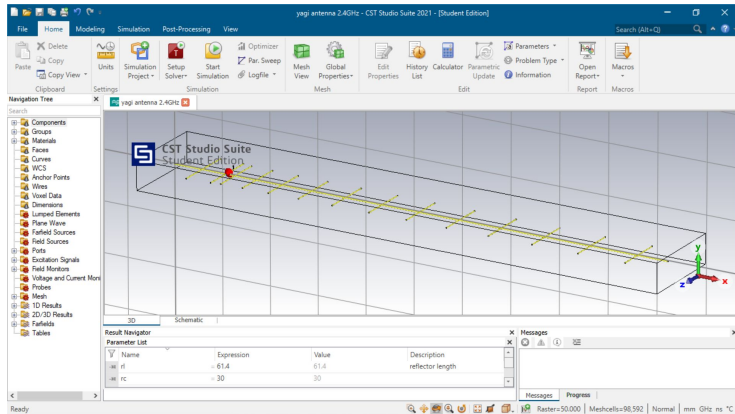 yagi antenna 2.4GHz - CST Studio Suite 2021 - [Student Edition]
File Home Modeling Simulation Post-Processing View Search (Alt+Q)
Paste
Delete
Copy
Copy View
Clipboard
Units
Settings
Simulation Project
Setup Solver
Start Simulation
Optimizer
Par. Sweep
Logfile
Simulation
Mesh View
Global Properties
Mesh
Edit Properties
History List
Calculator
Parametric Update
Parameters
Problem Type
Information
Edit
Open Report
Report
Macros
Macros
Navigation Tree
Search
Components
Groups
Materials
Faces
Curves
WCS
Anchor Points
Wires
Voxel Data
Dimensions
Lumped Elements
Plane Wave
Farfield Sources
Field Sources
Ports
Excitation Signals
Field Monitors
Voltage and Current Moni
Probes
Mesh
1D Results
2D/3D Results
Farfields
Tables
yagi antenna 2.4GHz
CST Studio Suite
Student Edition
1
y
z
x
3D Schematic
Result Navigator
Parameter List
Name Expression Value Description
rl = 61.4 61.4 reflector length
rc = 30 30
Messages
Messages Progress
Ready
Raster=50.000 Meshcells=98,592 Normal mm GHz ns °C